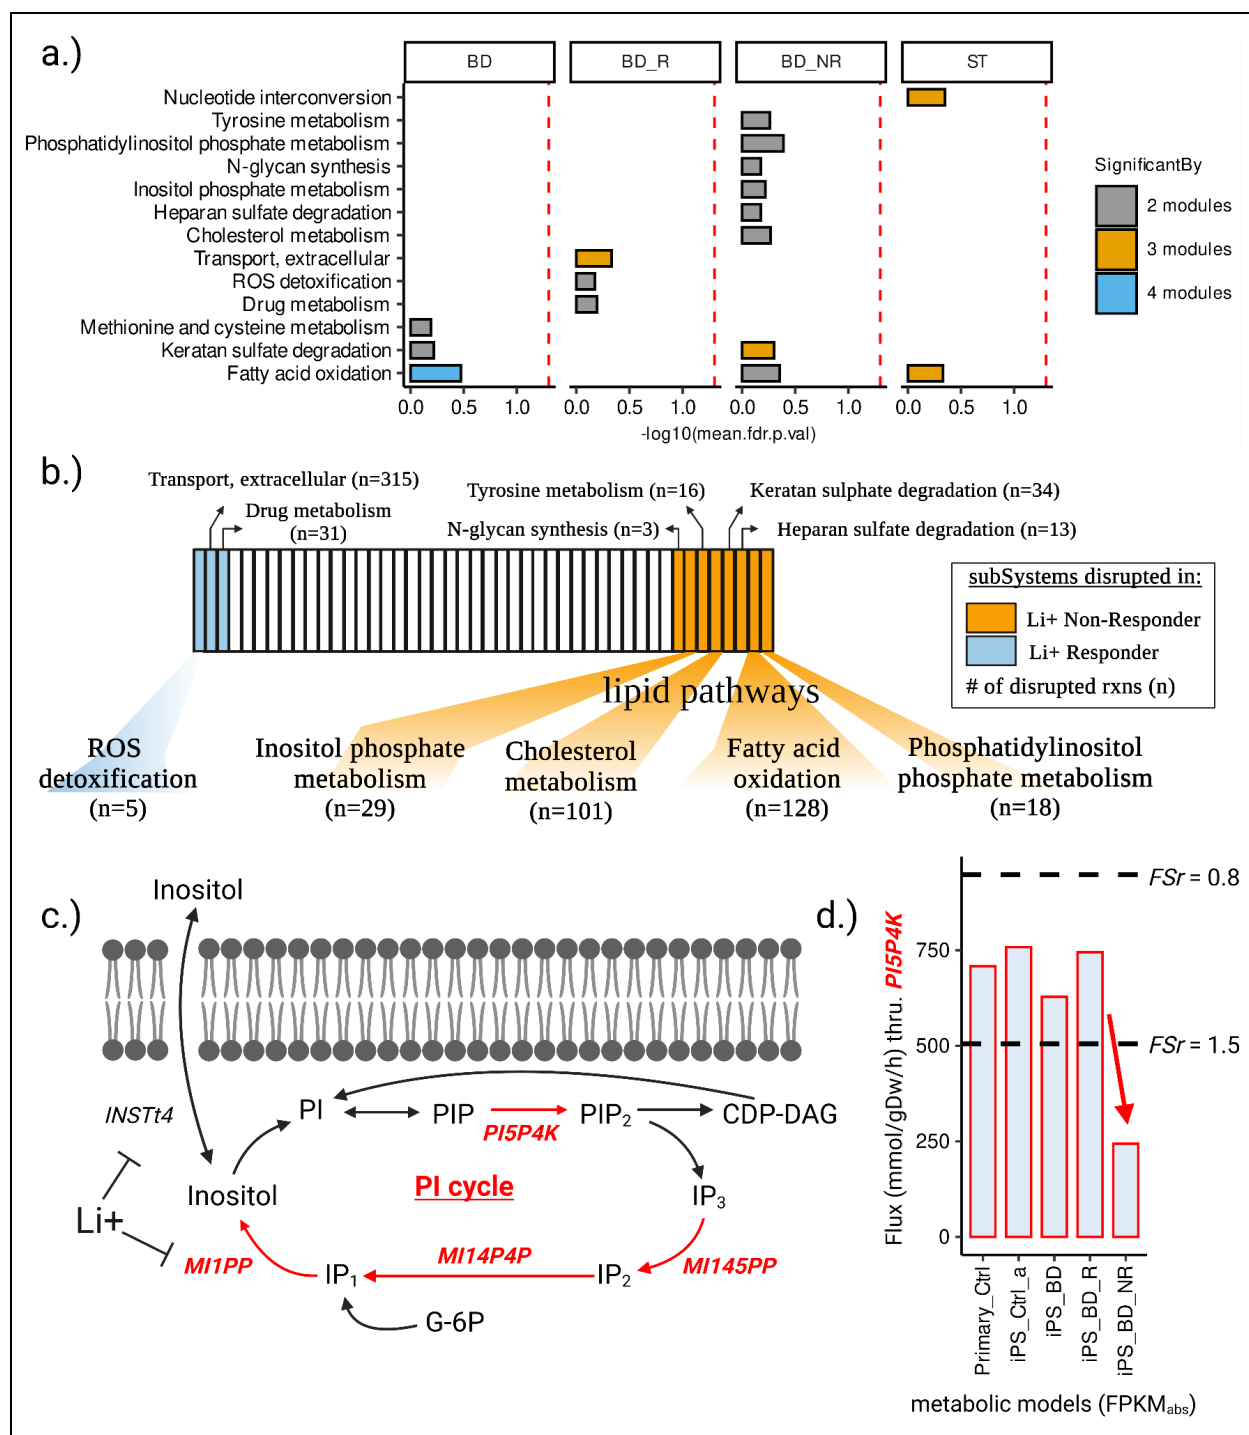 a.)
BD BD_R BD_NR ST
Nucleotide interconversion
Tyrosine metabolism
Phosphatidylinositol phosphate metabolism
N-glycan synthesis
Inositol phosphate metabolism
Heparan sulfate degradation
Cholesterol metabolism
Transport, extracellular
ROS detoxification
Drug metabolism
Methionine and cysteine metabolism
Keratan sulfate degradation
Fatty acid oxidation
0.0 0.5 1.0 0.0 0.5 1.0 0.0 0.5 1.0 0.0 0.5 1.0
-log10(mean.fdr.p.val)
SignificantBy
2 modules
3 modules
4 modules
b.)
Transport, extracellular (n=315)
Drug metabolism
(n=31)
Tyrosine metabolism (n=16)
N-glycan synthesis (n=3)
Keratan sulphate degradation (n=34)
Heparan sulfate degradation (n=13)
subSystems disrupted in:
Li+ Non-Responder
Li+ Responder
# of disrupted rxns (n)
lipid pathways
ROS
detoxification
(n=5)
Inositol phosphate
metabolism
(n=29)
Cholesterol
metabolism
(n=101)
Fatty acid
oxidation
(n=128)
Phosphatidylinositol
phosphate metabolism
(n=18)
c.)
Inositol
INSTt4
PI
PIP
PI5P4K
PIP2
CDP-DAG
Inositol
PI cycle
IP3
Li+
MI1PP
IP1
MI14P4P
IP2
MI145PP
G-6P
d.)
Flux (mmol/gDw/h) thru. PI5P4K
750
500
250
0
FSr = 0.8
FSr = 1.5
Primary_Ctrl
iPS_Ctrl_a
iPS_BD
iPS_BD_R
iPS_BD_NR
metabolic models (FPKMabs)